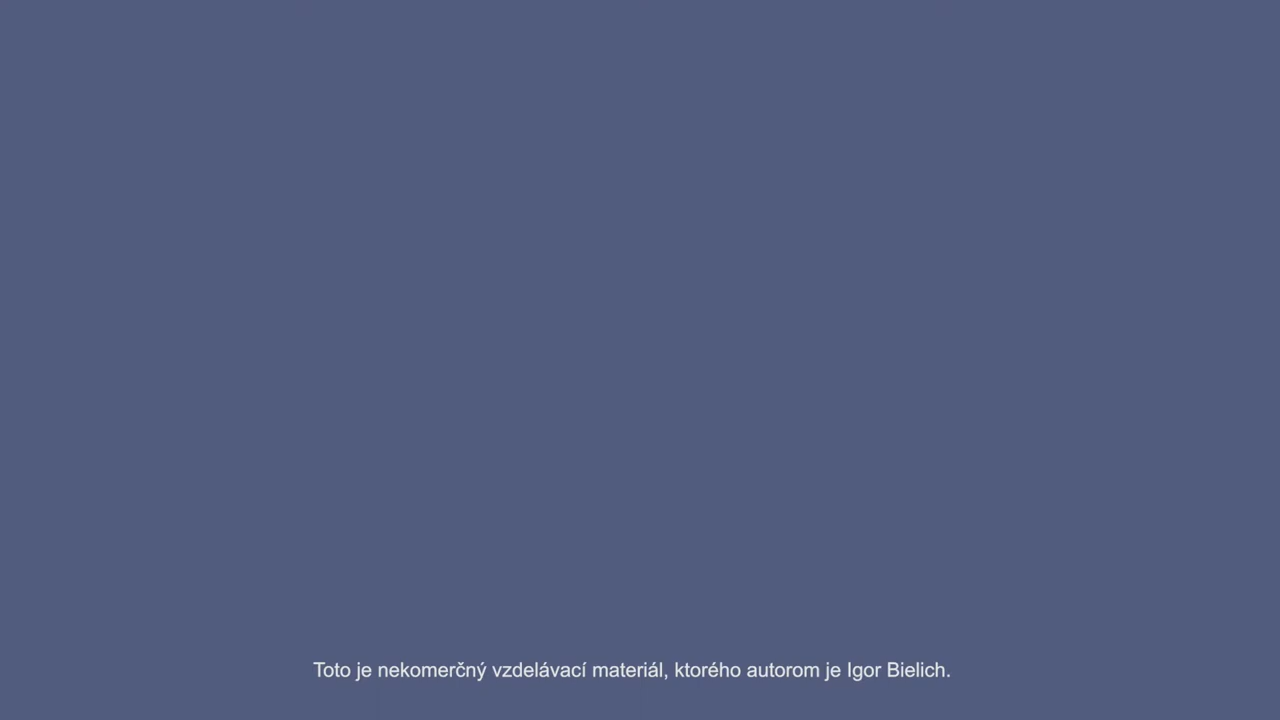 Toto je nekomerčný vzdelávací materiál, ktorého autorom je Igor Bielich.